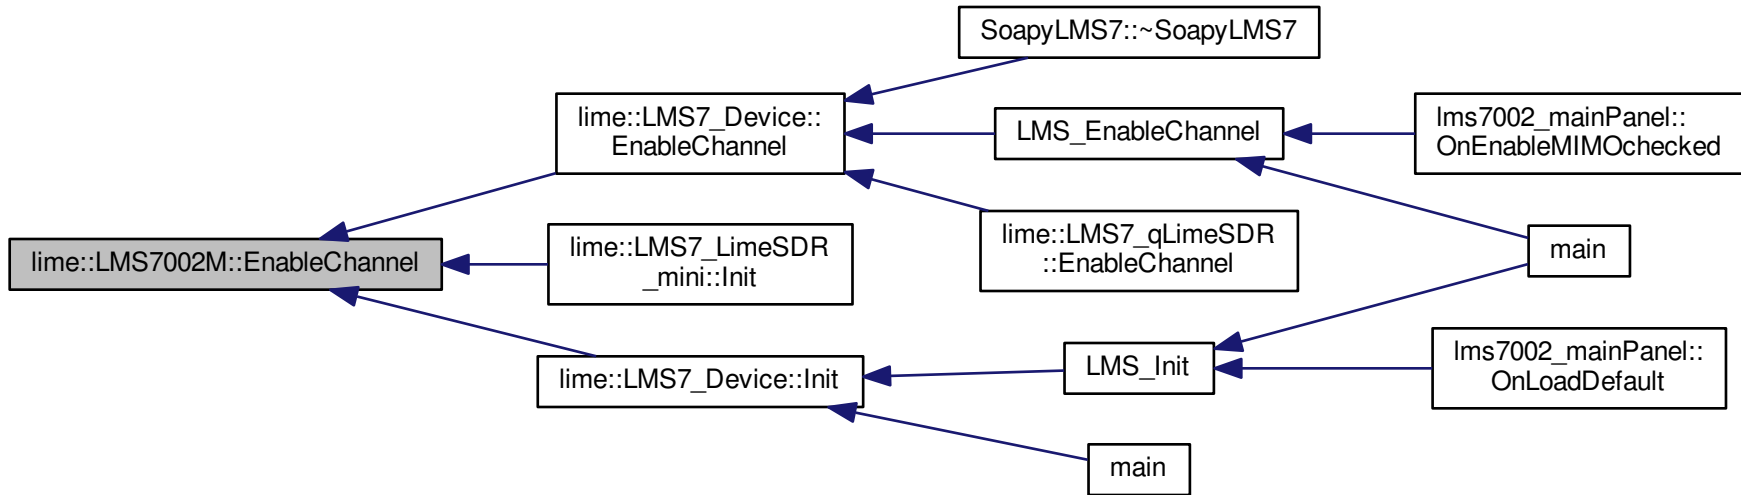 SoapyLMS7::~SoapyLMS7
lime::LMS7_Device::
EnableChannel
LMS_EnableChannel
lms7002_mainPanel::
OnEnableMIMOchecked
lime::LMS7002M::EnableChannel
lime::LMS7_LimeSDR
_mini::Init
lime::LMS7_qLimeSDR
::EnableChannel
main
lime::LMS7_Device::Init
LMS_Init
lms7002_mainPanel::
OnLoadDefault
main